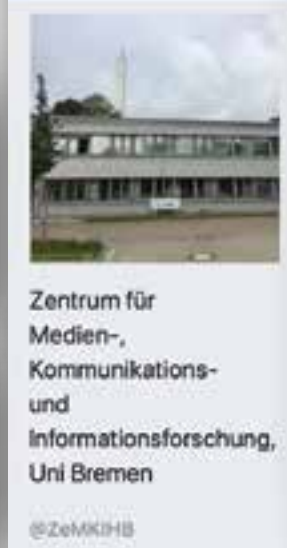 Zentrum für
Medien-,
Kommunikations-
und
Informationsforschung,
Uni Bremen
@ZeMKIHB